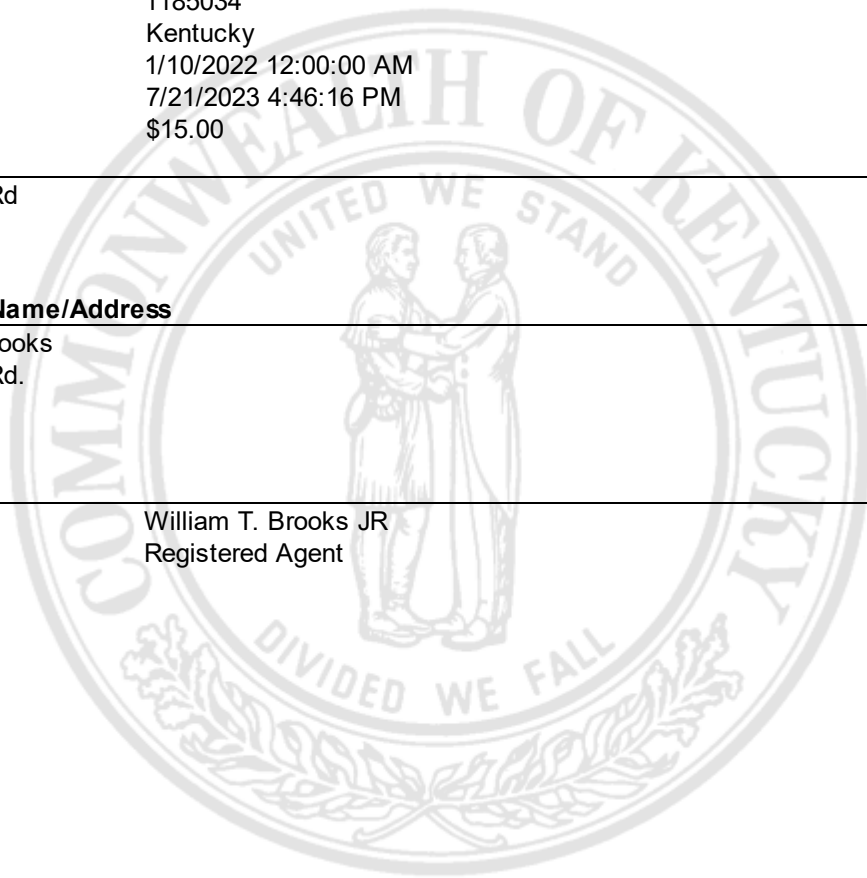 1185034
Kentucky
1/10/2022 12:00:00 AM
7/21/2023 4:46:16 PM
$15.00
Rd
Name/Address
ooks
Rd.
William T. Brooks JR
Registered Agent
COMMONWEALTH OF KENTUCKY
UNITED WE STAND
DIVIDED WE FALL